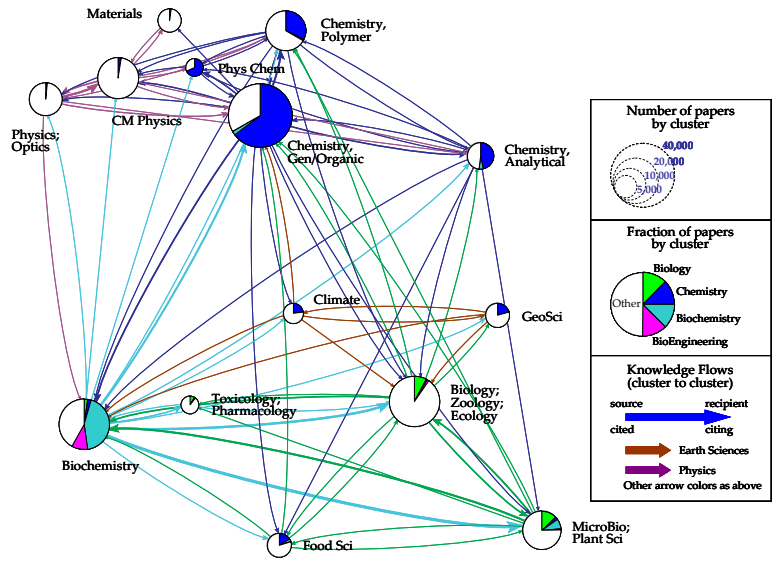 Materials
Chemistry,
Polymer
Phys Chem
CM Physics
Physics;
Optics
Chemistry,
Gen/Organic
Chemistry,
Analytical
Climate
GeoSci
Toxicology;
Pharmacology
Biology;
Zoology;
Ecology
Biochemistry
Food Sci
MicroBio;
Plant Sci
Number of papers
by cluster
40,000
20,000
10,000
5,000
Fraction of papers
by cluster
Biology
Chemistry
Other
Biochemistry
BioEngineering
Knowledge Flows
(cluster to cluster)
source recipient
cited citing
Earth Sciences
Physics
Other arrow colors as above